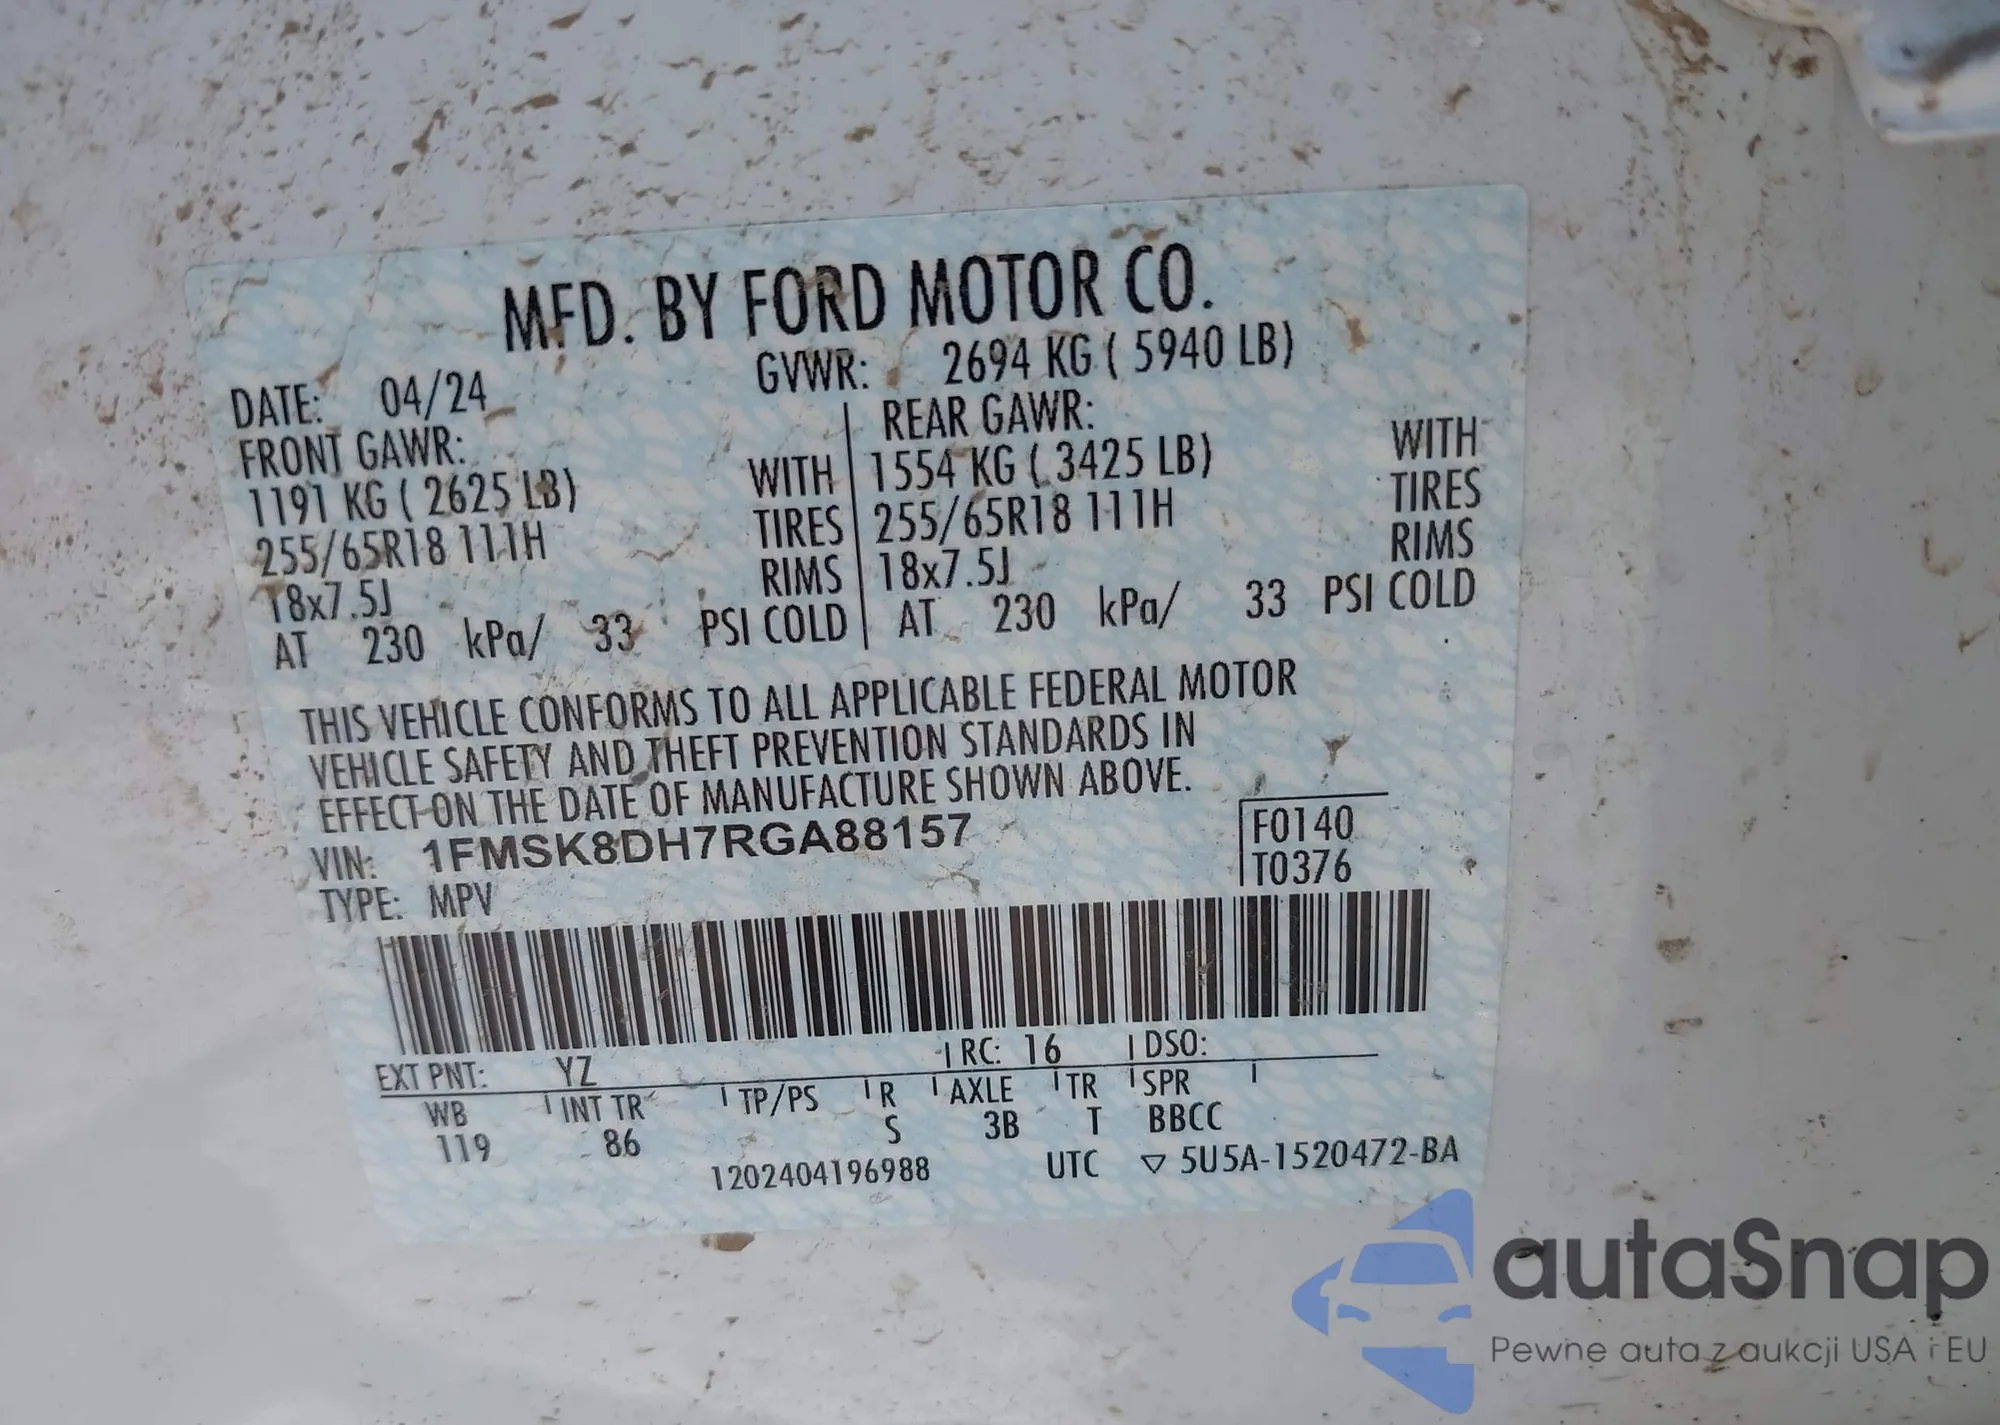 MFD. BY FORD MOTOR CO.
DATE: 04/24 GVWR: 2694 KG ( 5940 LB)
FRONT GAWR: REAR GAWR:
1191 KG ( 2625 LB) WITH 1554 KG ( 3425 LB) WITH
255/65R18 111H TIRES 255/65R18 111H TIRES
18x7.5J RIMS 18x7.5J RIMS
AT 230 kPa/ 33 PSI COLD AT 230 kPa/ 33 PSI COLD
THIS VEHICLE CONFORMS TO ALL APPLICABLE FEDERAL MOTOR
VEHICLE SAFETY AND THEFT PREVENTION STANDARDS IN
EFFECT ON THE DATE OF MANUFACTURE SHOWN ABOVE.
VIN: 1FMSK8DH7RGA88157 F0140
TYPE: MPV T0376
EXT PNT: YZ RC: 16 DSO:
WB INT TR TP/PS R AXLE TR SPR
119 86 S 3B T BBCC
1202404196988 UTC ▽ 5U5A-1520472-BA
autaSnap
Pewne auta z aukcji USA i EU